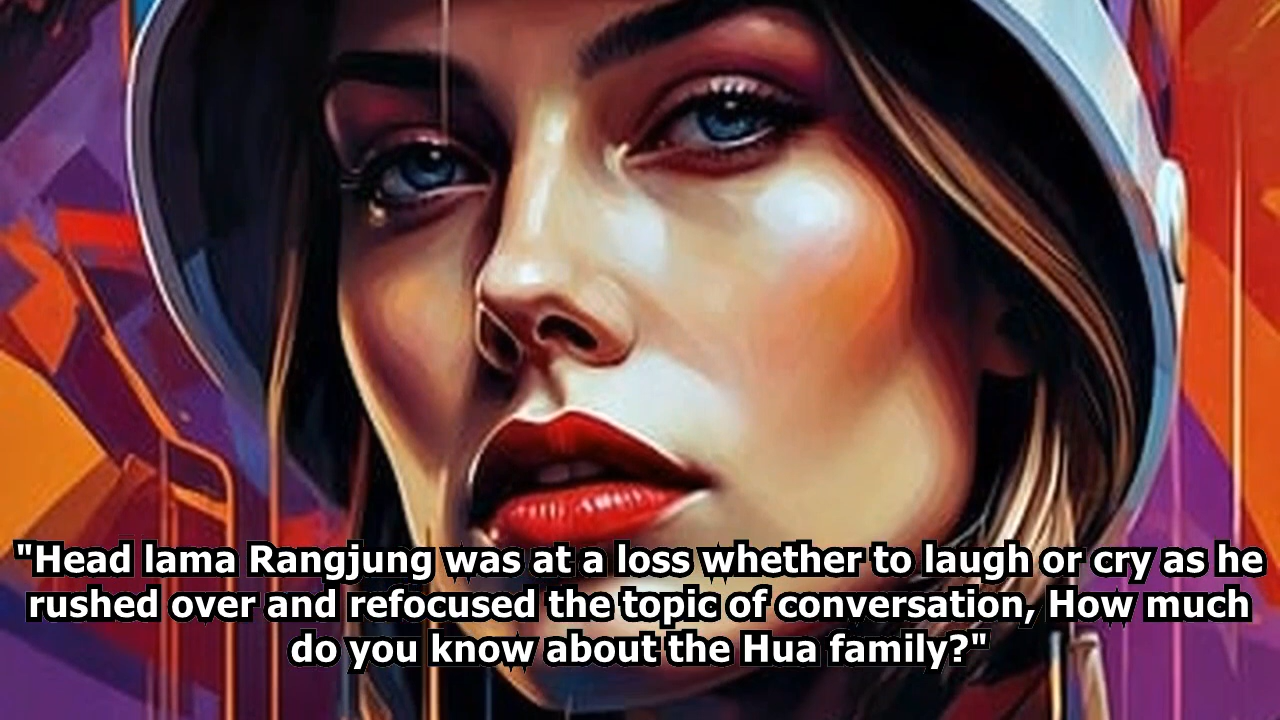 "Head lama Rangjung was at a loss whether to laugh or cry as he
rushed over and refocused the topic of conversation, How much
do you know about the Hua family?"